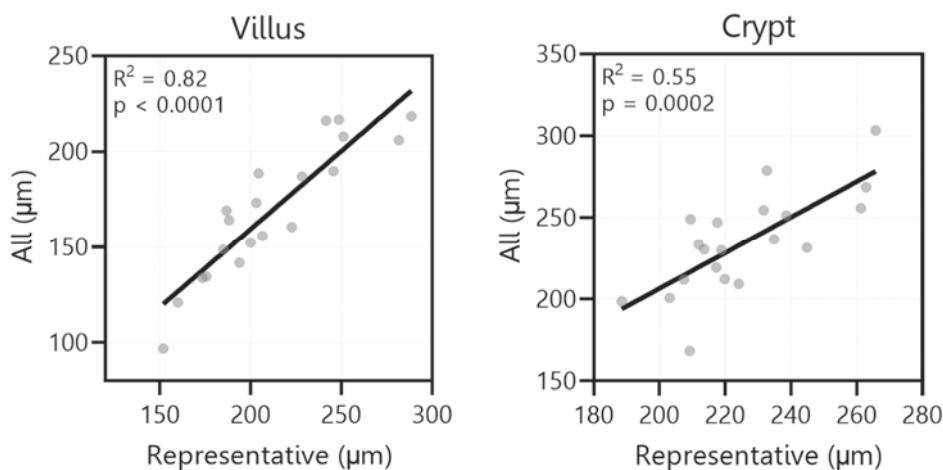 Villus
R² = 0.82
p < 0.0001
250
200
150
100
All (µm)
150 200 250 300
Representative (µm)
Crypt
R² = 0.55
p = 0.0002
350
300
250
200
150
All (µm)
180 200 220 240 260 280
Representative (µm)